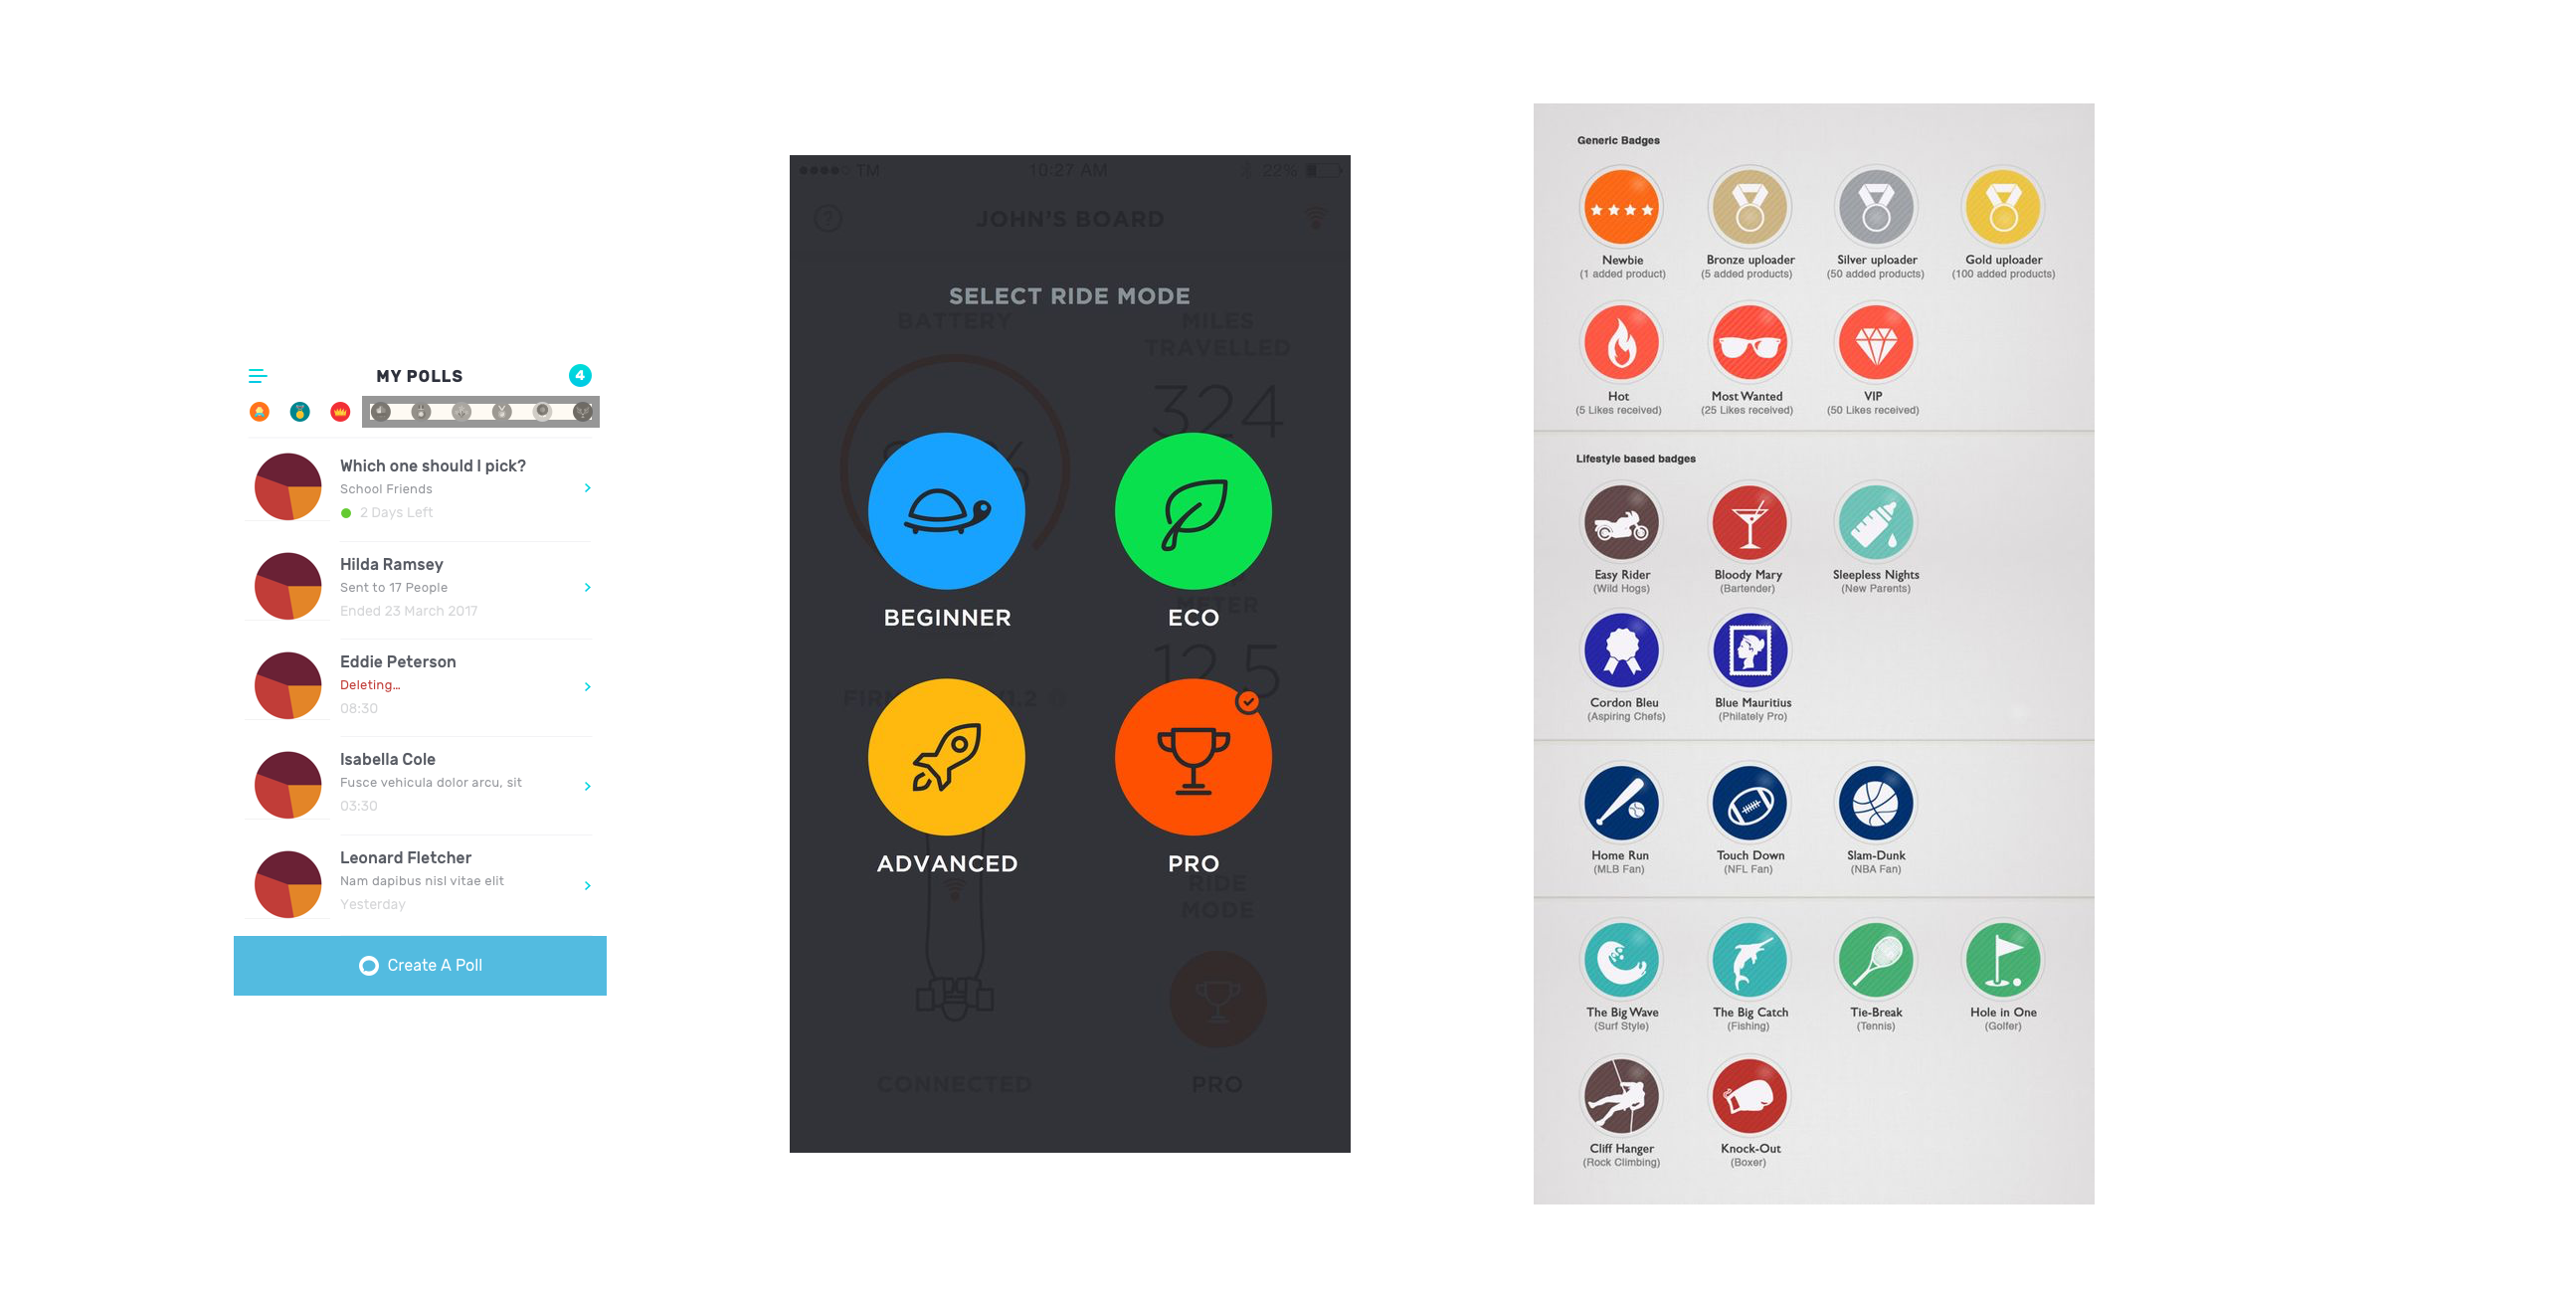 MY POLLS
4
Which one should I pick?
School Friends
2 Days Left
Hilda Ramsey
Sent to 17 People
Ended 23 March 2017
Eddie Peterson
Deleting...
08:30
Isabella Cole
Fusce vehicula dolor arcu, sit
03:30
Leonard Fletcher
Nam dapibus nisl vitae elit
Yesterday
Create A Poll
TM
10:27 AM
22%
JOHN'S BOARD
SELECT RIDE MODE
BATTERY
MILES
TRAVELLED
324
%
BEGINNER
ECO
12.5
ADVANCED
PRO
RIDE
MODE
CONNECTED
PRO
Generic Badges
Newbie
(1 added product)
Bronze uploader
(5 added products)
Silver uploader
(50 added products)
Gold uploader
(100 added products)
Hot
(5 Likes received)
Most Wanted
(25 Likes received)
VIP
(50 Likes received)
Lifestyle based badges
Easy Rider
(Wild Hogs)
Bloody Mary
(Bartender)
Sleepless Nights
(New Parents)
Cordon Bleu
(Aspiring Chefs)
Blue Mauritius
(Philately Pro)
Home Run
(MLB Fan)
Touch Down
(NFL Fan)
Slam-Dunk
(NBA Fan)
The Big Wave
(Surf Style)
The Big Catch
(Fishing)
Tie-Break
(Tennis)
Hole in One
(Golfer)
Cliff Hanger
(Rock Climbing)
Knock-Out
(Boxer)